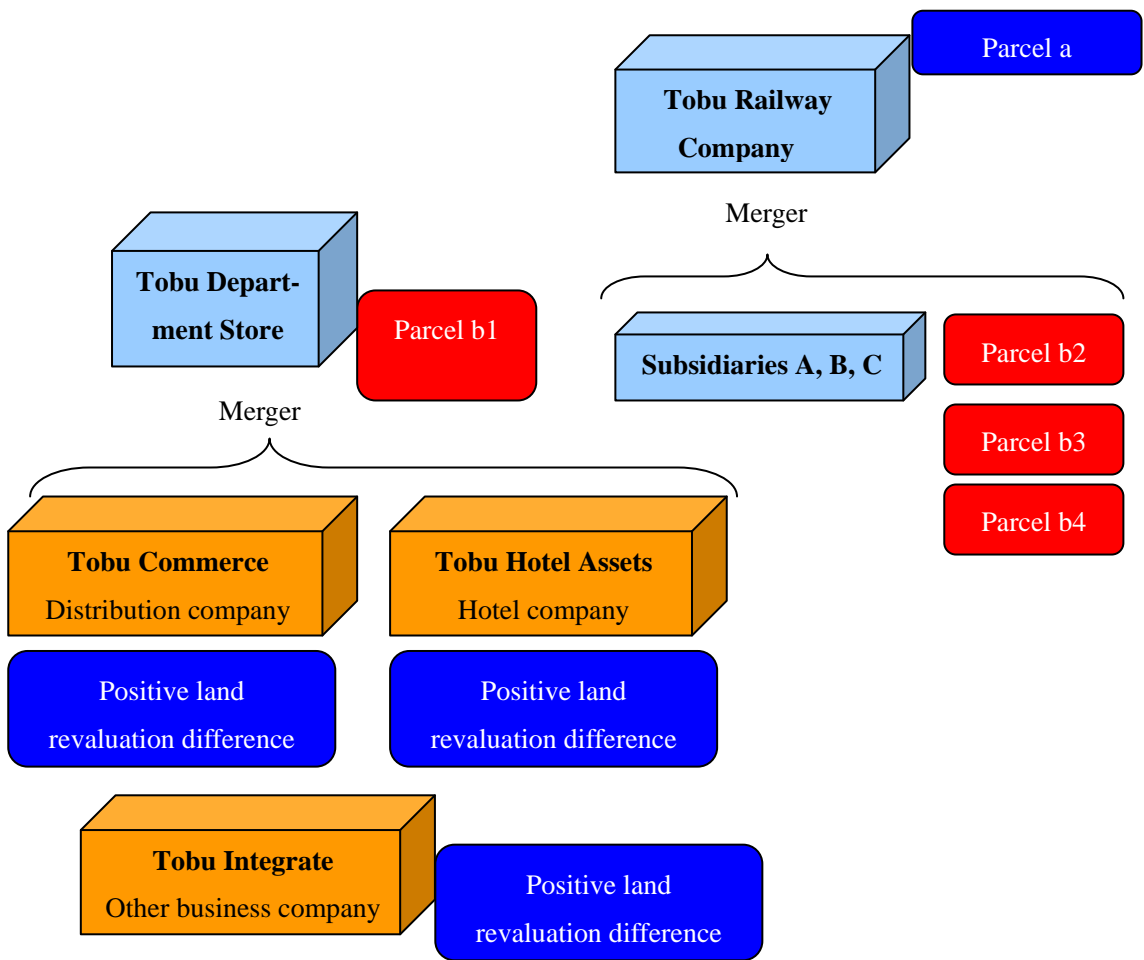 Parcel a
Tobu Railway
Company
Merger
Tobu Depart-
ment Store
Parcel b1
Subsidiaries A, B, C
Parcel b2
Parcel b3
Parcel b4
Merger
Tobu Commerce
Distribution company
Tobu Hotel Assets
Hotel company
Positive land
revaluation difference
Positive land
revaluation difference
Tobu Integrate
Other business company
Positive land
revaluation difference